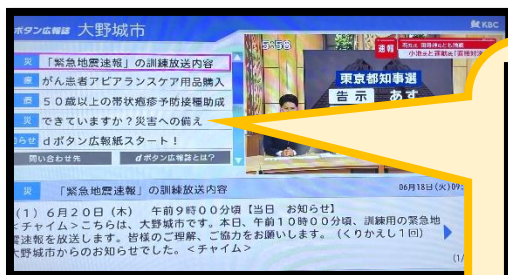 ボタン広報誌 大野城市
KBC
災 「緊急地震速報」の訓練放送内容
がん患者アピアランスケア用品購入
50歳以上の帯状疱疹予防接種助成
災 できていますか?災害への備え
らせ dボタン広報紙スタート!
問い合わせ先 dボタン広報誌とは?
5:58
速報
東京都知事選
告示 あす
災 「緊急地震速報」の訓練放送内容 06月18日(火)09:
(1)6月20日(木) 午前9時00分頃【当日 お知らせ】
<チャイム>こちらは、大野城市です。本日、午前10時00分頃、訓練用の緊急地
震速報を放送します。皆様のご理解、ご協力をお願いします。(くりかえし1回)
大野城市からのお知らせでした。<チャイム>
(1/